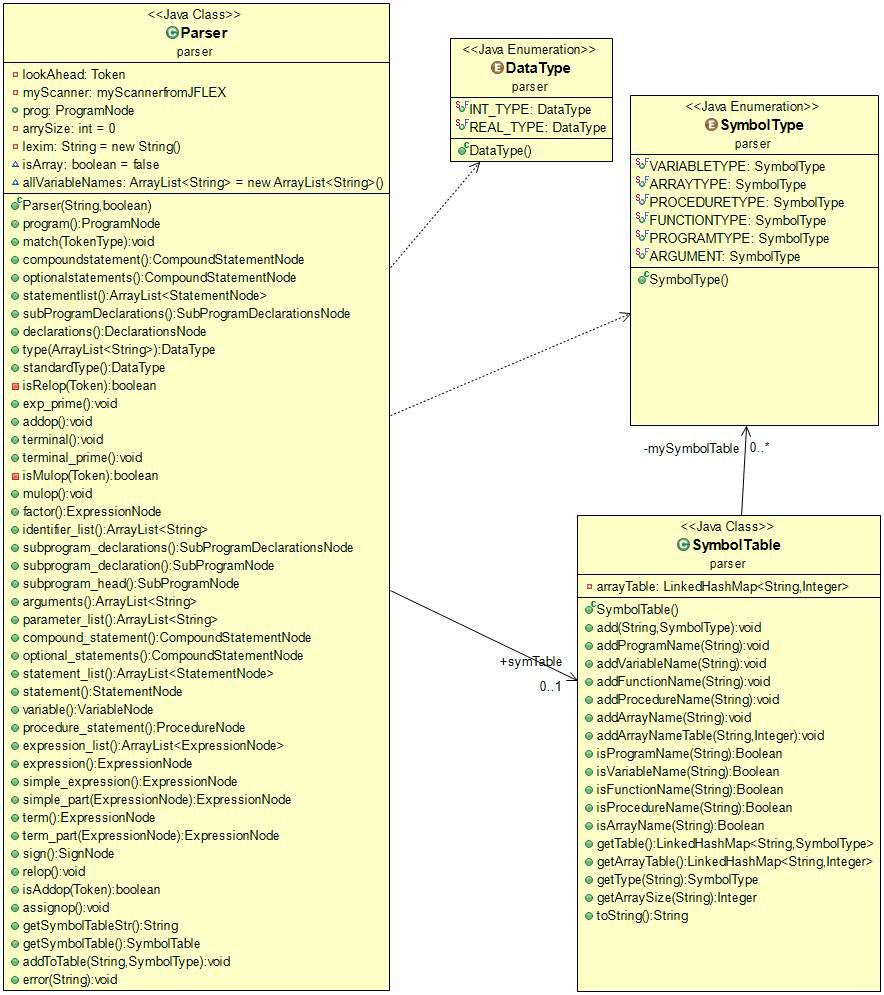 <<Java Class>>
Parser
parser
lookAhead: Token
myScanner: myScannerfromJFLEX
prog: ProgramNode
arrySize: int = 0
lexim: String = new String()
isArray: boolean = false
allVariableNames: ArrayList<String> = new ArrayList<String>()
Parser(String,boolean)
program():ProgramNode
match(TokenType):void
compoundstatement():CompoundStatementNode
optionalstatements():CompoundStatementNode
statementlist():ArrayList<StatementNode>
subProgramDeclarations():SubProgramDeclarationsNode
declarations():DeclarationsNode
type(ArrayList<String>):DataType
standardType():DataType
isRelop(Token):boolean
exp_prime():void
addop():void
terminal():void
terminal_prime():void
isMulop(Token):boolean
mulop():void
factor():ExpressionNode
identifier_list():ArrayList<String>
subprogram_declarations():SubProgramDeclarationsNode
subprogram_declaration():SubProgramNode
subprogram_head():SubProgramNode
arguments():ArrayList<String>
parameter_list():ArrayList<String>
compound_statement():CompoundStatementNode
optional_statements():CompoundStatementNode
statement_list():ArrayList<StatementNode>
statement():StatementNode
variable():VariableNode
procedure_statement():ProcedureNode
expression_list():ArrayList<ExpressionNode>
expression():ExpressionNode
simple_expression():ExpressionNode
simple_part(ExpressionNode):ExpressionNode
term():ExpressionNode
term_part(ExpressionNode):ExpressionNode
sign():SignNode
relop():void
isAddop(Token):boolean
assignop():void
getSymbolTableStr():String
getSymbolTable():SymbolTable
addToTable(String,SymbolType):void
error(String):void
<<Java Enumeration>>
DataType
parser
INT_TYPE: DataType
REAL_TYPE: DataType
DataType()
<<Java Enumeration>>
SymbolType
parser
VARIABLETYPE: SymbolType
ARRAYTYPE: SymbolType
PROCEDURETYPE: SymbolType
FUNCTIONTYPE: SymbolType
PROGRAMTYPE: SymbolType
ARGUMENT: SymbolType
SymbolType()
-mySymbolTable 0..*
+symTable
0..1
<<Java Class>>
SymbolTable
parser
arrayTable: LinkedHashMap<String,Integer>
SymbolTable()
add(String,SymbolType):void
addProgramName(String):void
addVariableName(String):void
addFunctionName(String):void
addProcedureName(String):void
addArrayName(String):void
addArrayNameTable(String,Integer):void
isProgramName(String):Boolean
isVariableName(String):Boolean
isFunctionName(String):Boolean
isProcedureName(String):Boolean
isArrayName(String):Boolean
getTable():LinkedHashMap<String,SymbolType>
getArrayTable():LinkedHashMap<String,Integer>
getType(String):SymbolType
getArraySize(String):Integer
toString():String